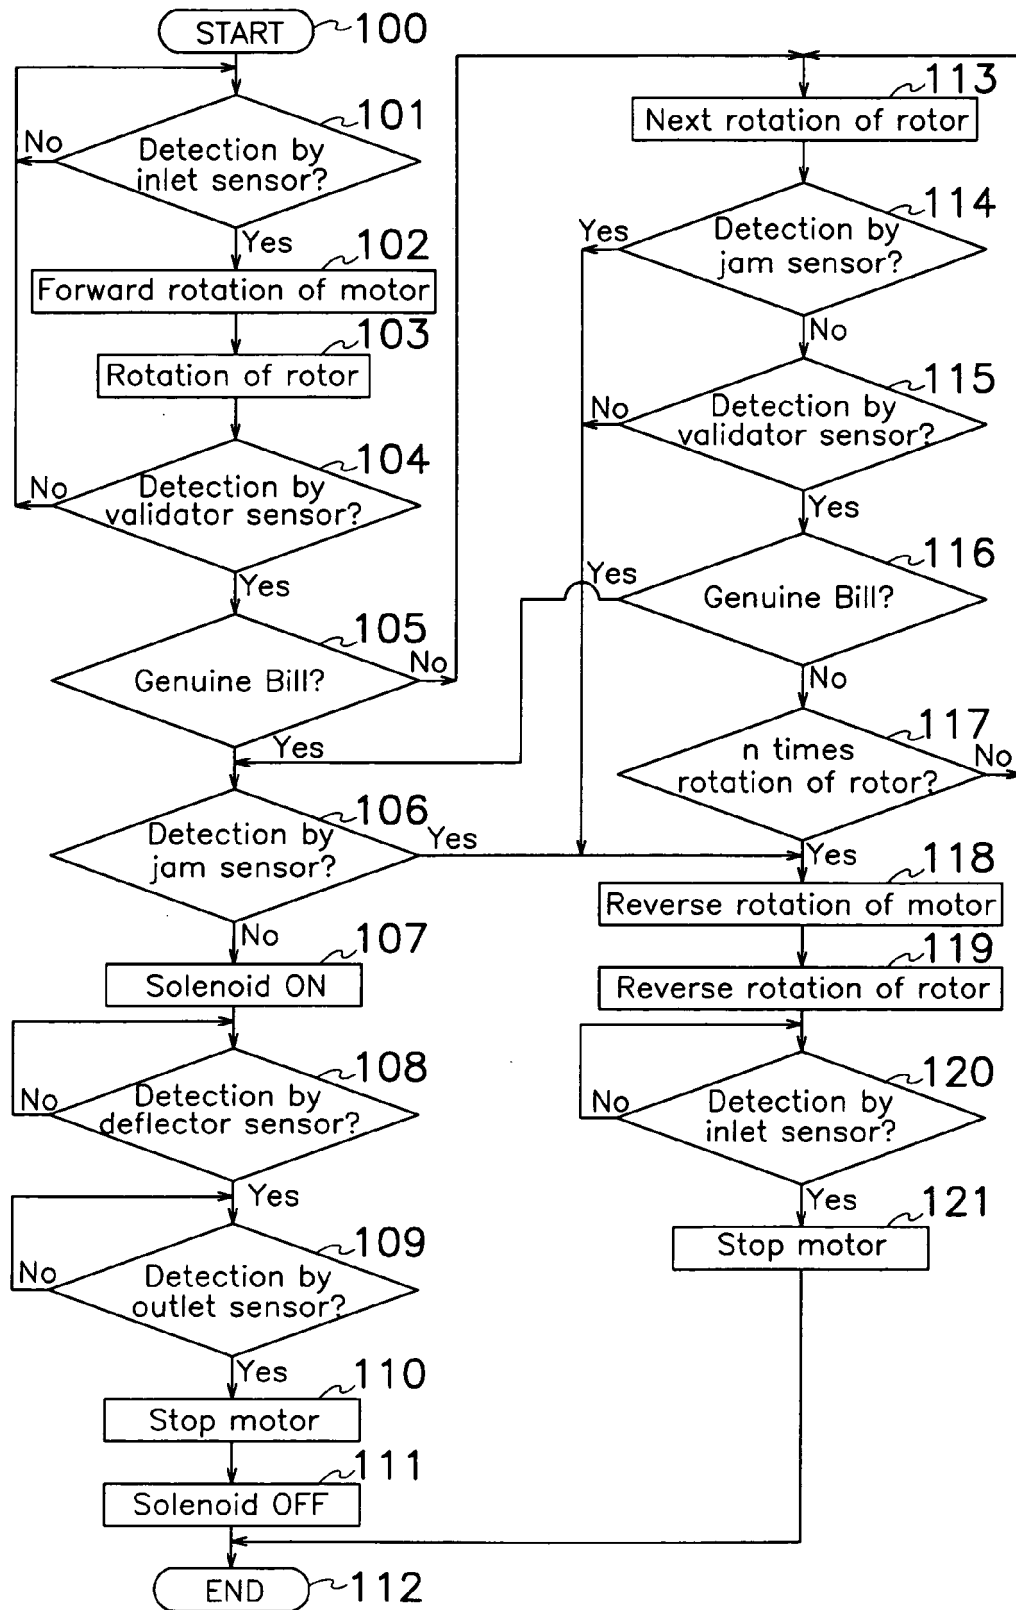 START
100
101
Detection by
inlet sensor?
No
Yes
102
Forward rotation of motor
103
Rotation of rotor
104
Detection by
validator sensor?
No
Yes
105
Genuine Bill?
No
Yes
106
Detection by
jam sensor?
Yes
No
107
Solenoid ON
108
Detection by
deflector sensor?
No
Yes
109
Detection by
outlet sensor?
No
Yes
110
Stop motor
111
Solenoid OFF
END
112
113
Next rotation of rotor
114
Detection by
jam sensor?
Yes
No
115
Detection by
validator sensor?
No
Yes
116
Genuine Bill?
Yes
No
117
n times
rotation of rotor?
No
Yes
118
Reverse rotation of motor
119
Reverse rotation of rotor
120
Detection by
inlet sensor?
No
Yes
121
Stop motor